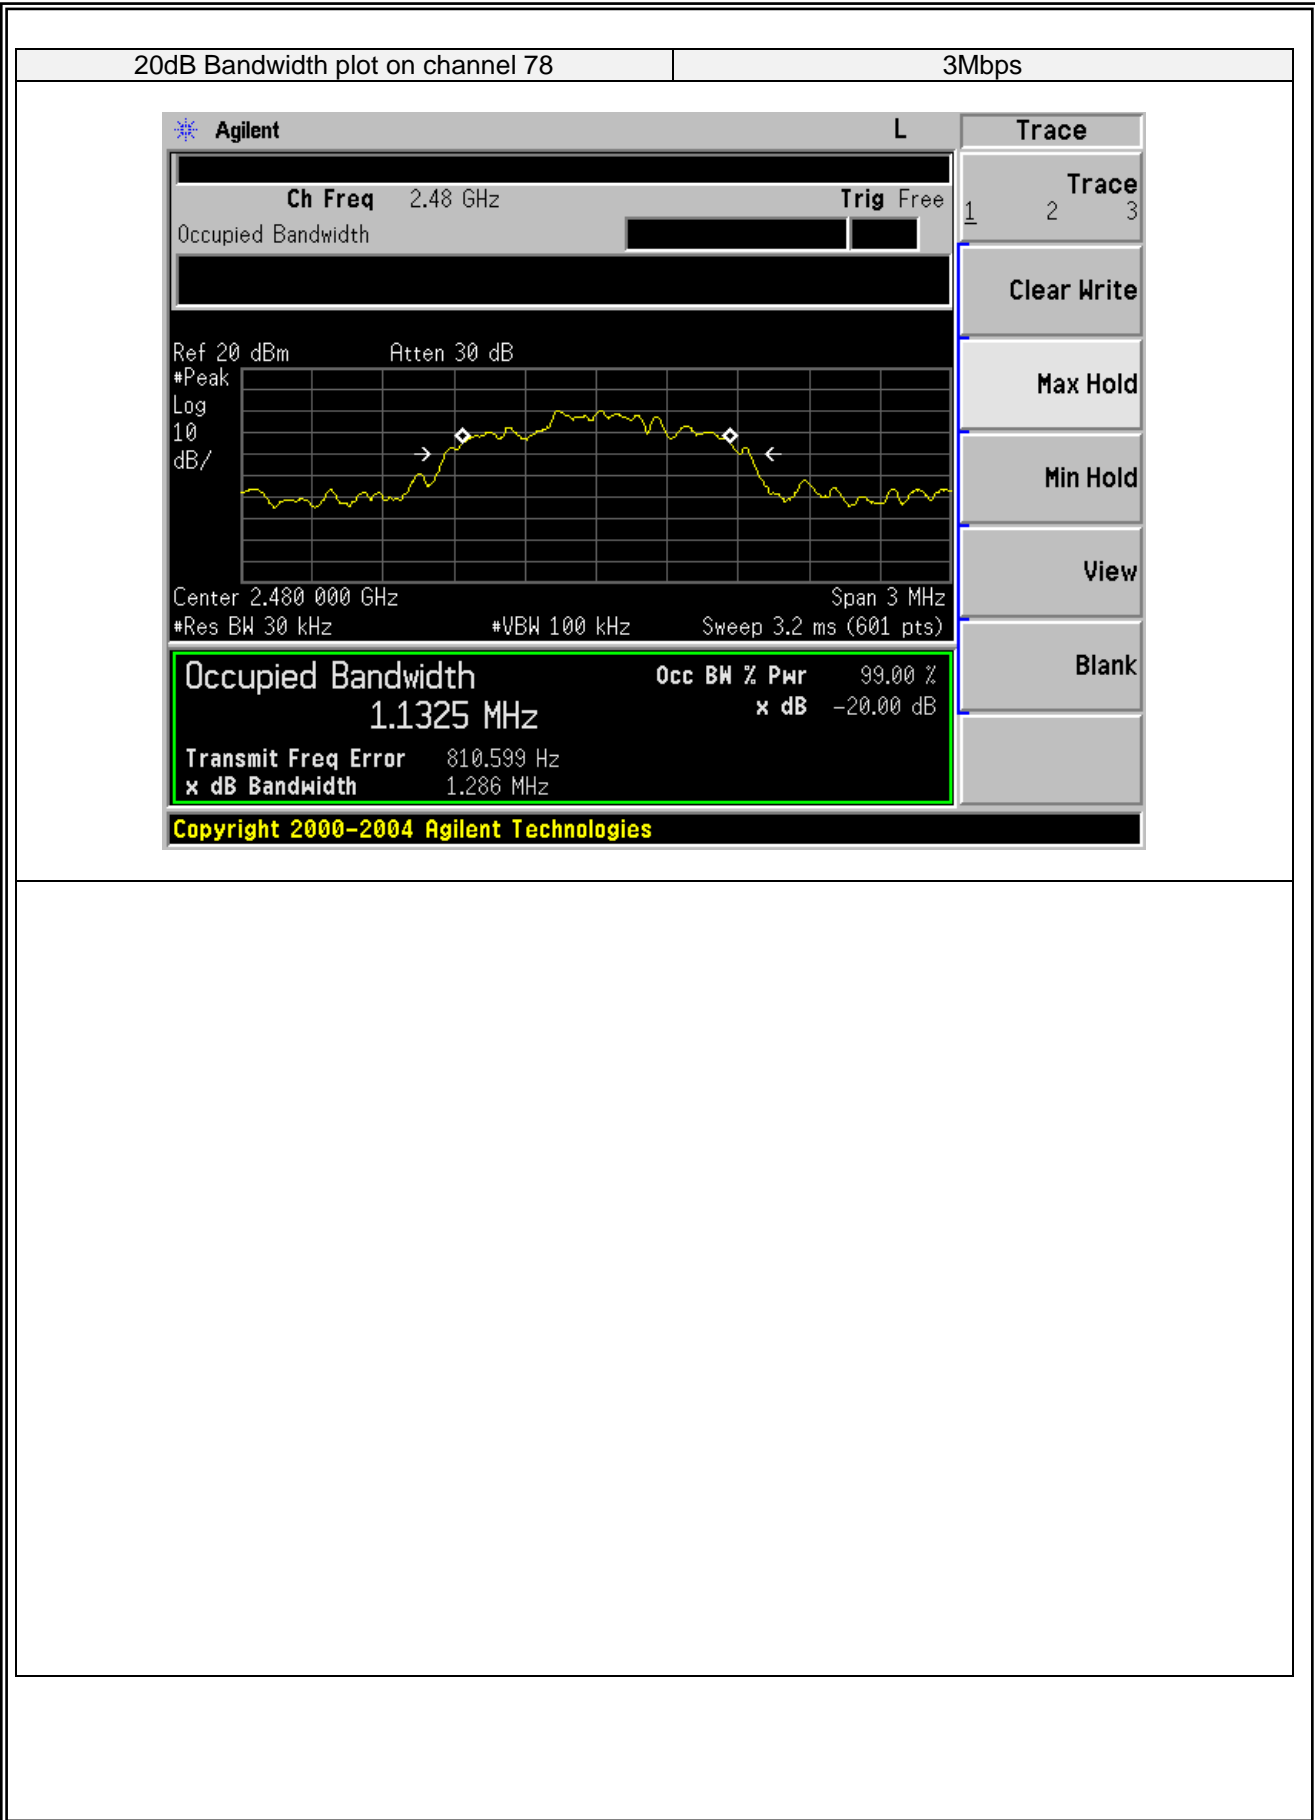 20dB Bandwidth plot on channel 78 3Mbps
Agilent L Trace
Ch Freq 2.48 GHz Trig Free
Occupied Bandwidth
Trace
1 2 3
Clear Write
Max Hold
Min Hold
View
Blank
Ref 20 dBm Atten 30 dB
#Peak
Log
10
dB/
Center 2.480 000 GHz Span 3 MHz
#Res BW 30 kHz #VBW 100 kHz Sweep 3.2 ms (601 pts)
Occupied Bandwidth Occ BW % Pwr 99.00 %
1.1325 MHz x dB -20.00 dB
Transmit Freq Error 810.599 Hz
x dB Bandwidth 1.286 MHz
Copyright 2000-2004 Agilent Technologies